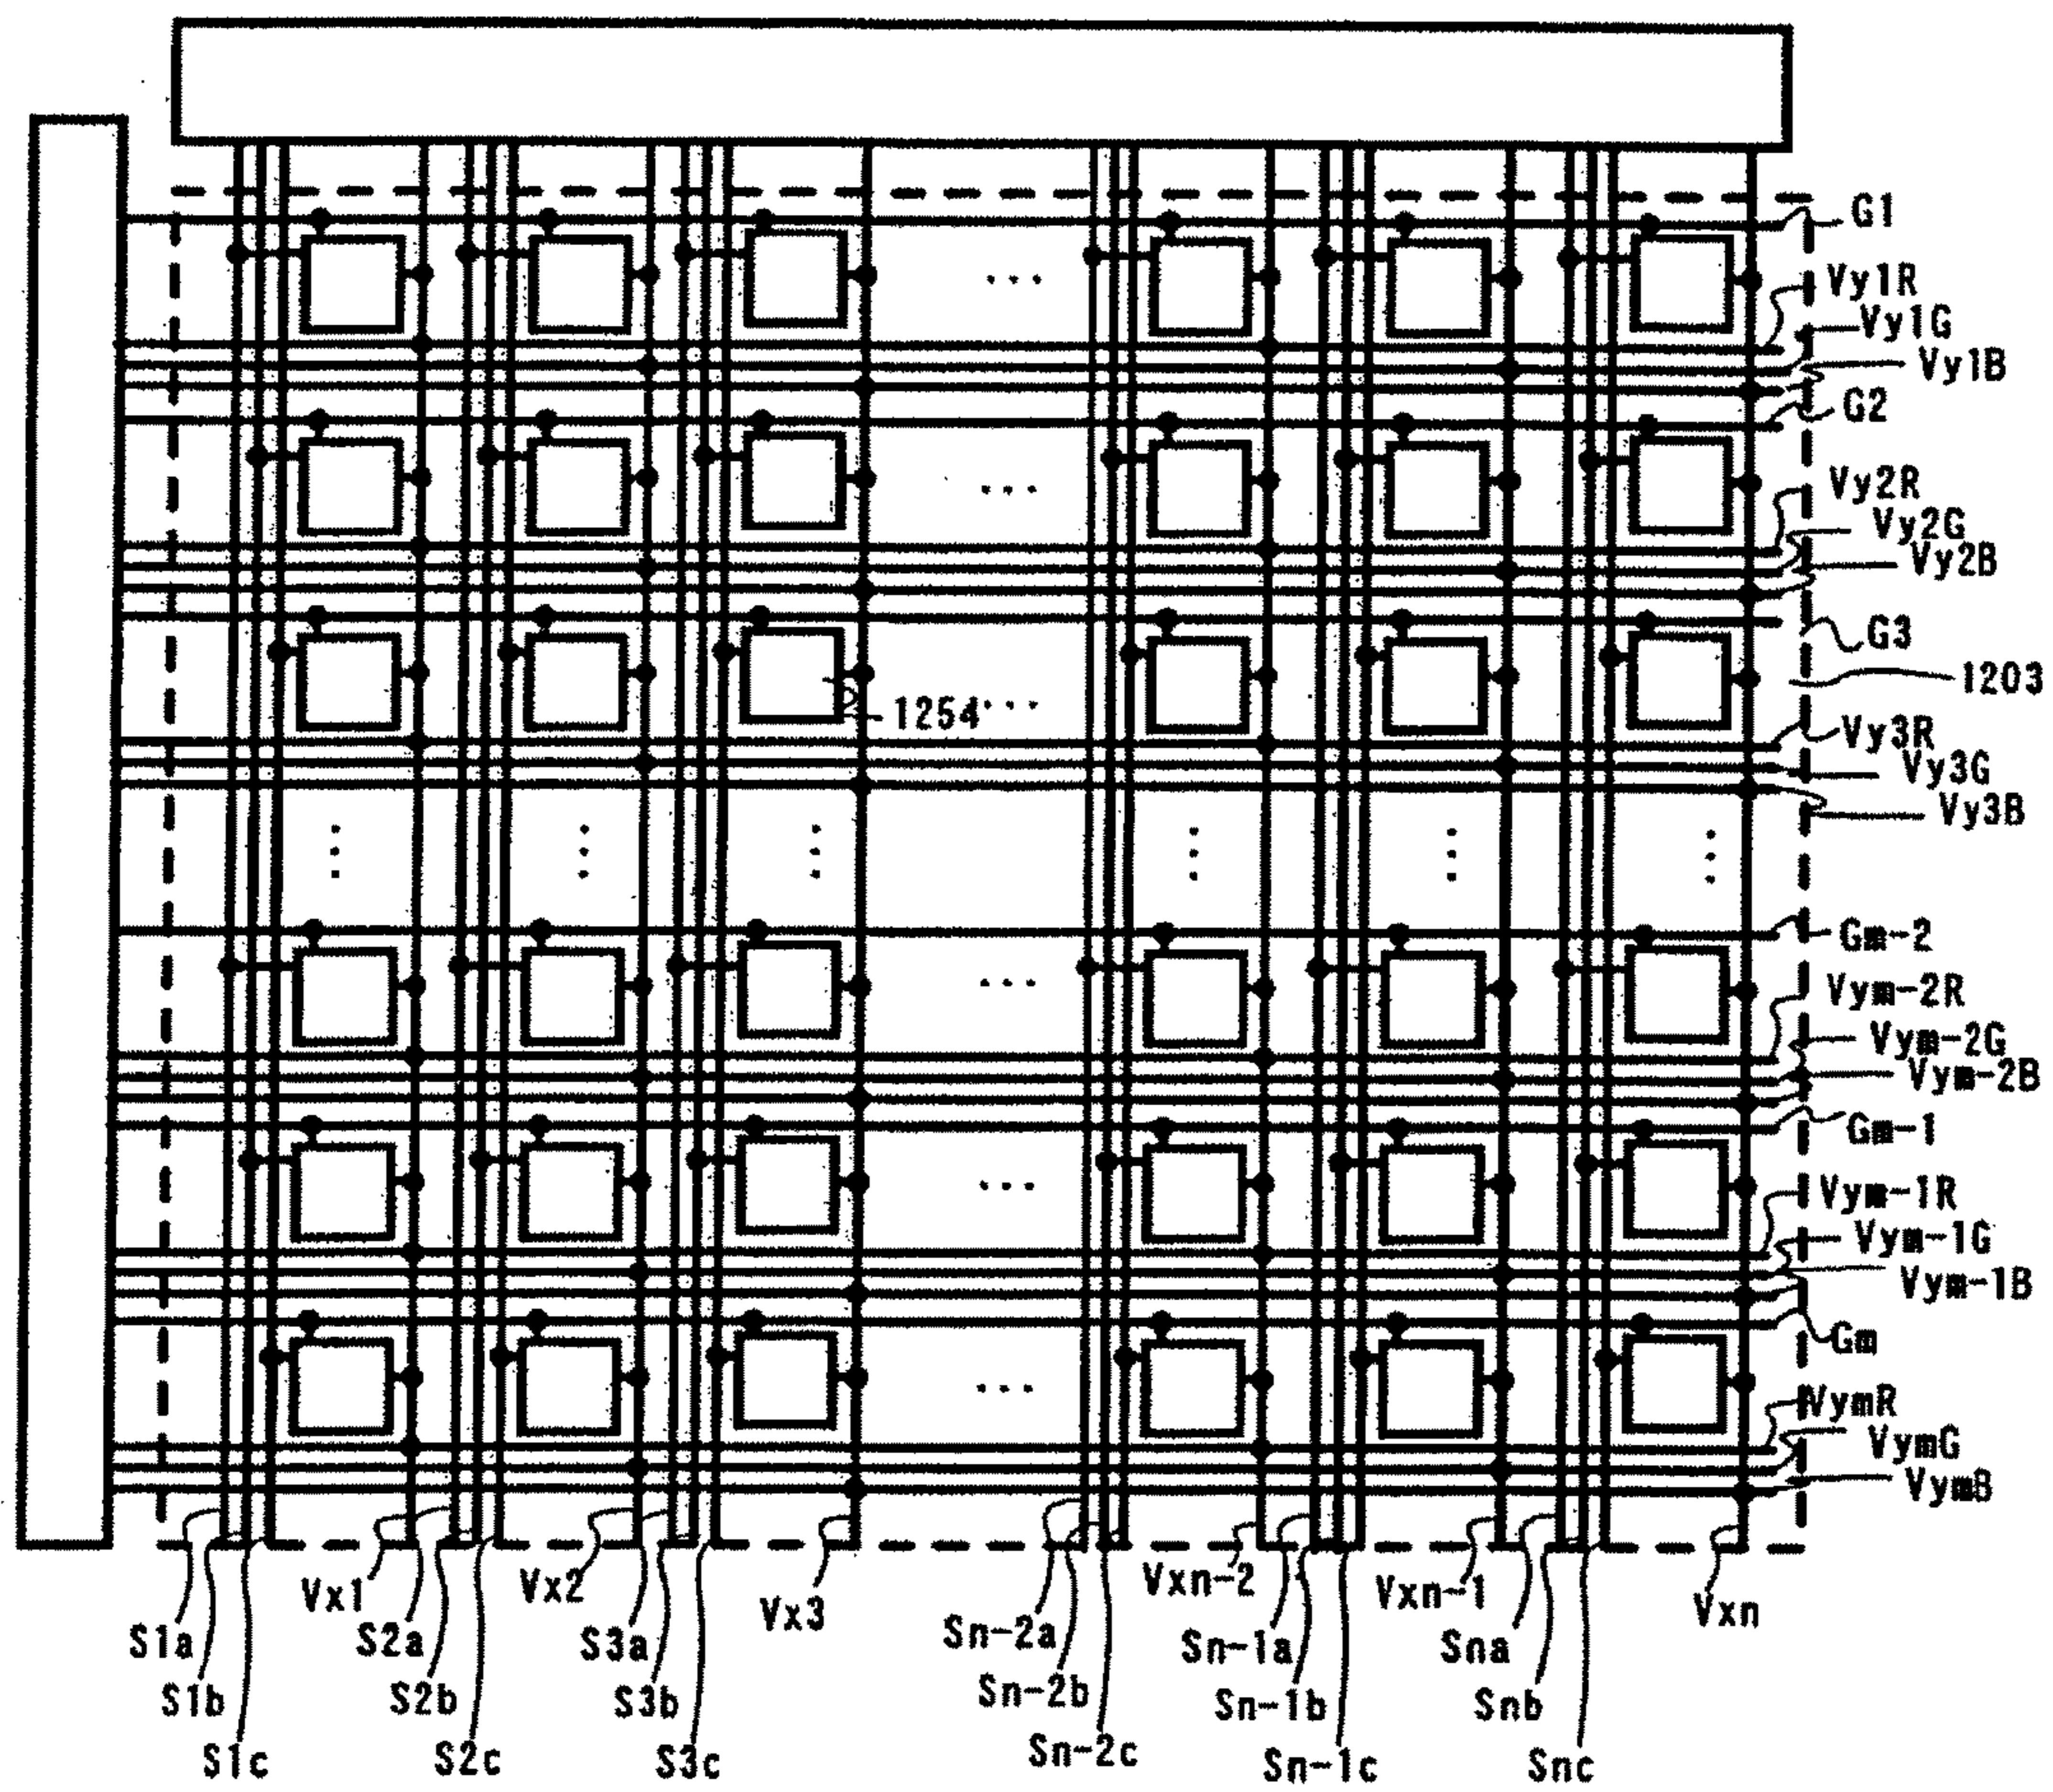 G1
Vy1R
Vy1G
Vy1B
G2
Vy2R
Vy2G
Vy2B
G3
1203
1254
Vy3R
Vy3G
Vy3B
Gm-2
Vym-2R
Vym-2G
Vym-2B
Gm-1
Vym-1R
Vym-1G
Vym-1B
Gm
VymR
VymG
VymB
Vx1 Vx2 Vx3 Vxn-2 Vxn-1 Vxn
S1a S2a S3a Sn-2a Sn-1a Sna
S1b S2b S3b Sn-2b Sn-1b Snb
S1c S2c S3c Sn-2c Sn-1c Snc